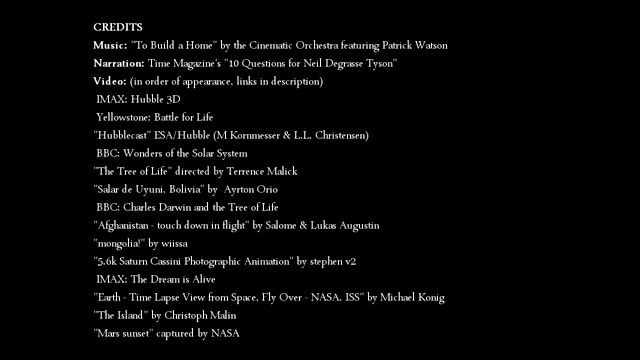 CREDITS
Music: "To Build a Home" by the Cinematic Orchestra featuring Patrick Watson
Narration: Time Magazine's "10 Questions for Neil Degrasse Tyson"
Video: (in order of appearance, links in description)
IMAX: Hubble 3D
Yellowstone: Battle for Life
"Hubblecast" ESA/Hubble (M Kornmesser & L.L. Christensen)
BBC: Wonders of the Solar System
"The Tree of Life" directed by Terrence Malick
"Salar de Uyuni, Bolivia" by Ayrton Orio
BBC: Charles Darwin and the Tree of Life
"Afghanistan - touch down in flight" by Salome & Lukas Augustin
"mongolia!" by wiissa
"5.6k Saturn Cassini Photographic Animation" by stephen v2
IMAX: The Dream is Alive
"Earth - Time Lapse View from Space, Fly Over - NASA, ISS" by Michael Konig
"The Island" by Christoph Malin
"Mars sunset" captured by NASA